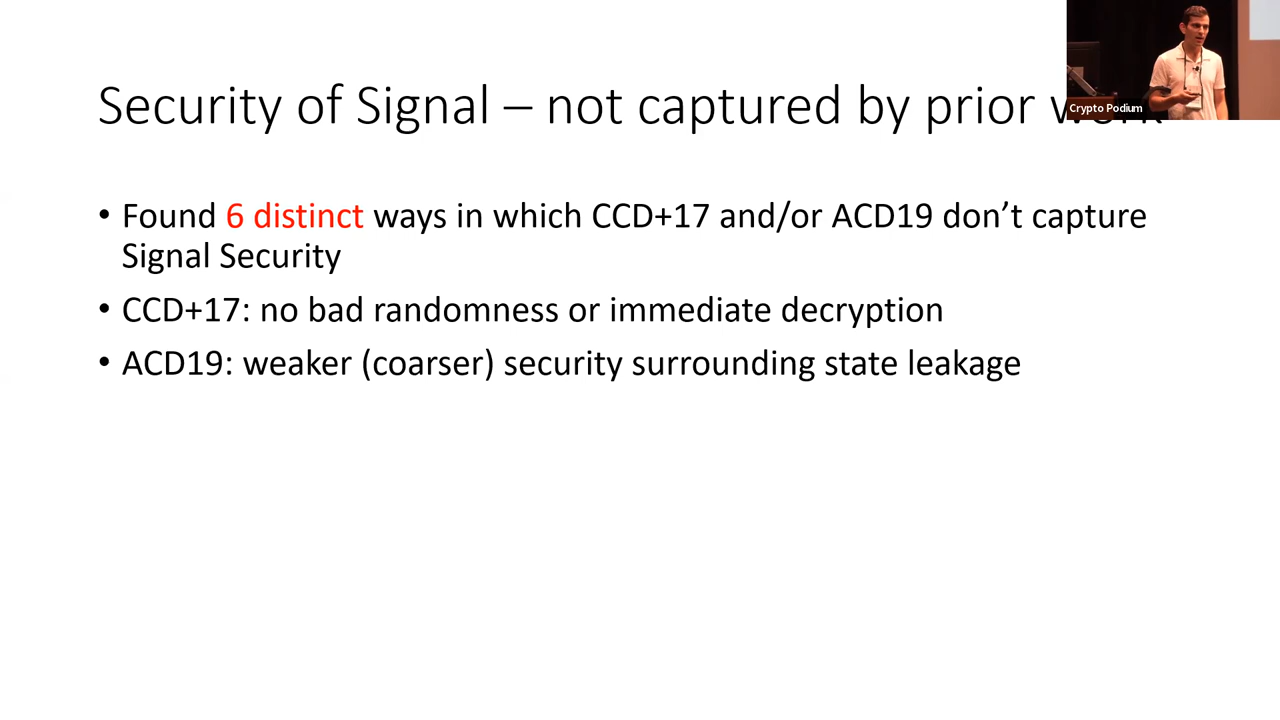 Security of Signal – not captured by prior
Crypto Podium
• Found 6 distinct ways in which CCD+17 and/or ACD19 don’t capture
Signal Security
• CCD+17: no bad randomness or immediate decryption
• ACD19: weaker (coarser) security surrounding state leakage